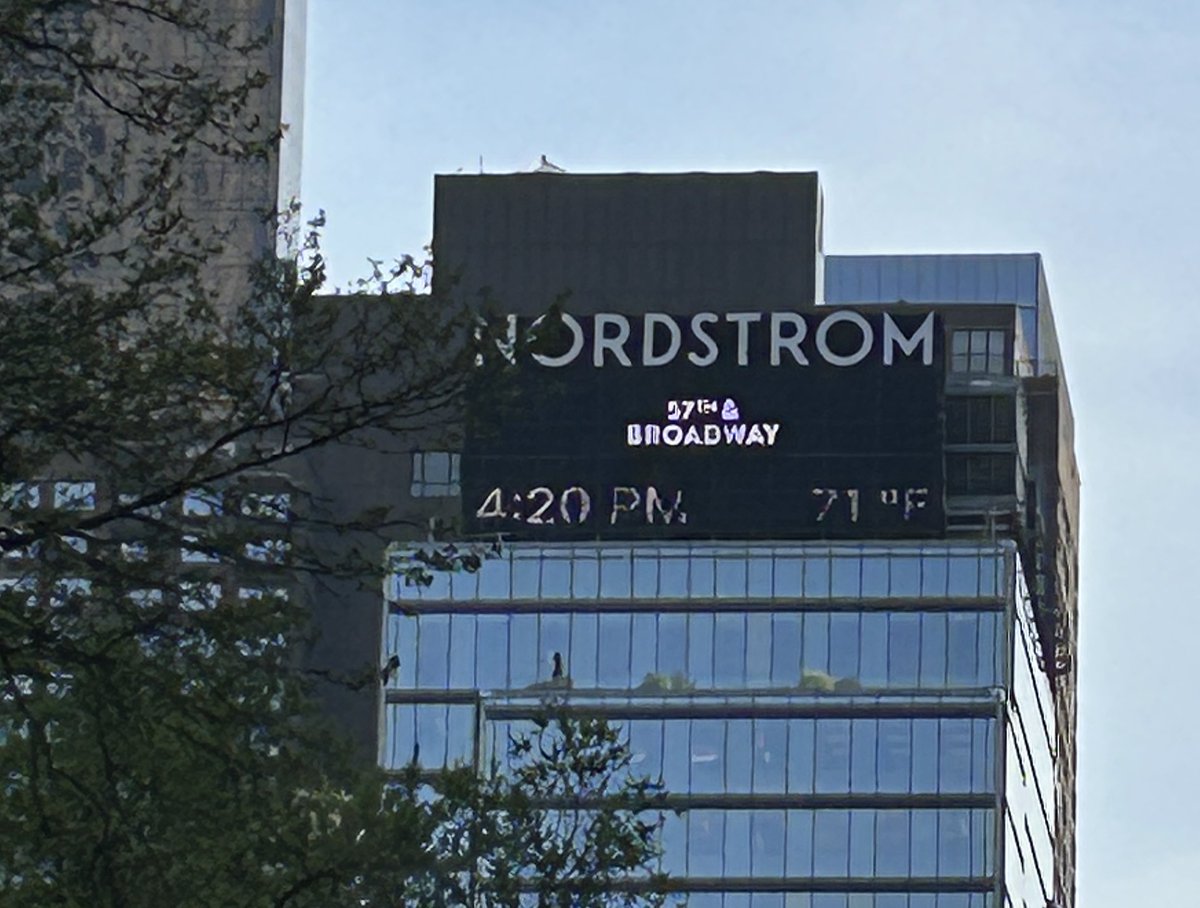 NORDSTROM
57TH &
BROADWAY
4:20 PM 71 °F